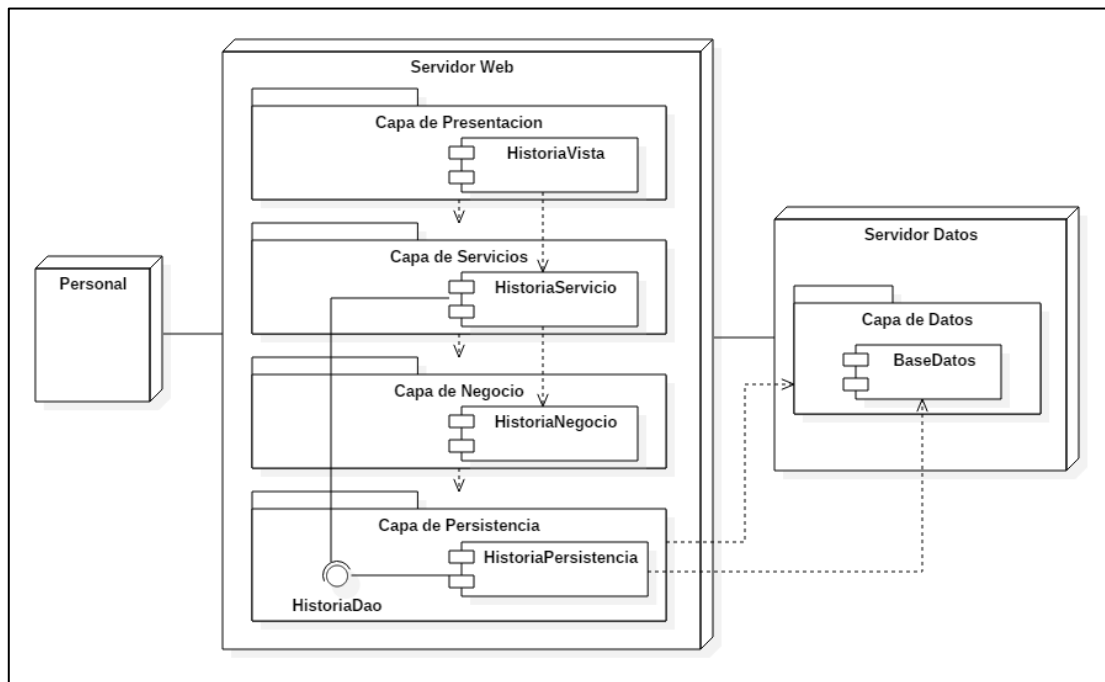 Servidor Web
Capa de Presentacion
HistoriaVista
Capa de Servicios
HistoriaServicio
Personal
Capa de Negocio
HistoriaNegocio
Capa de Persistencia
HistoriaPersistencia
HistoriaDao
Servidor Datos
Capa de Datos
BaseDatos